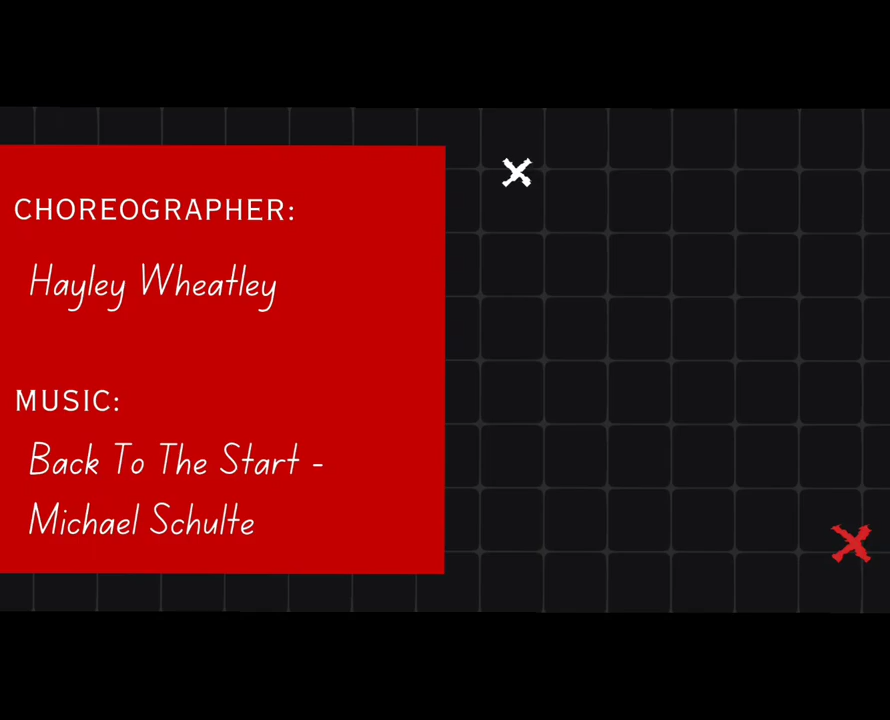 CHOREOGRAPHER:
Hayley Wheatley
MUSIC:
Back To The Start -
Michael Schulte